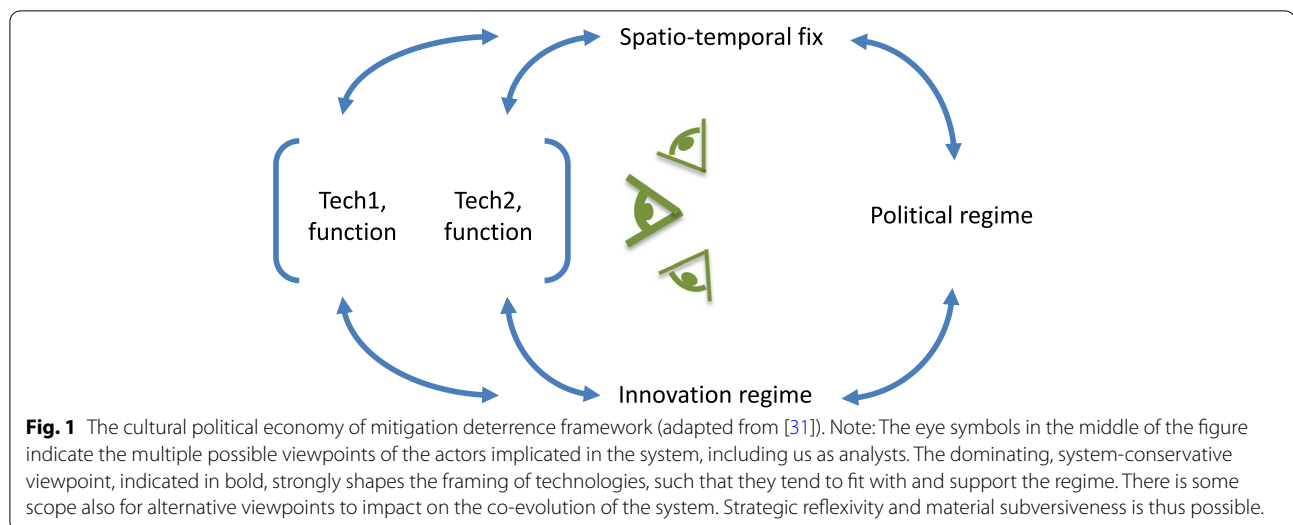 Spatio-temporal fix
Tech1,
function
Tech2,
function
Political regime
Innovation regime
Fig. 1 The cultural political economy of mitigation deterrence framework (adapted from [31]). Note: The eye symbols in the middle of the figure
indicate the multiple possible viewpoints of the actors implicated in the system, including us as analysts. The dominating, system-conservative
viewpoint, indicated in bold, strongly shapes the framing of technologies, such that they tend to fit with and support the regime. There is some
scope also for alternative viewpoints to impact on the co-evolution of the system. Strategic reflexivity and material subversiveness is thus possible.